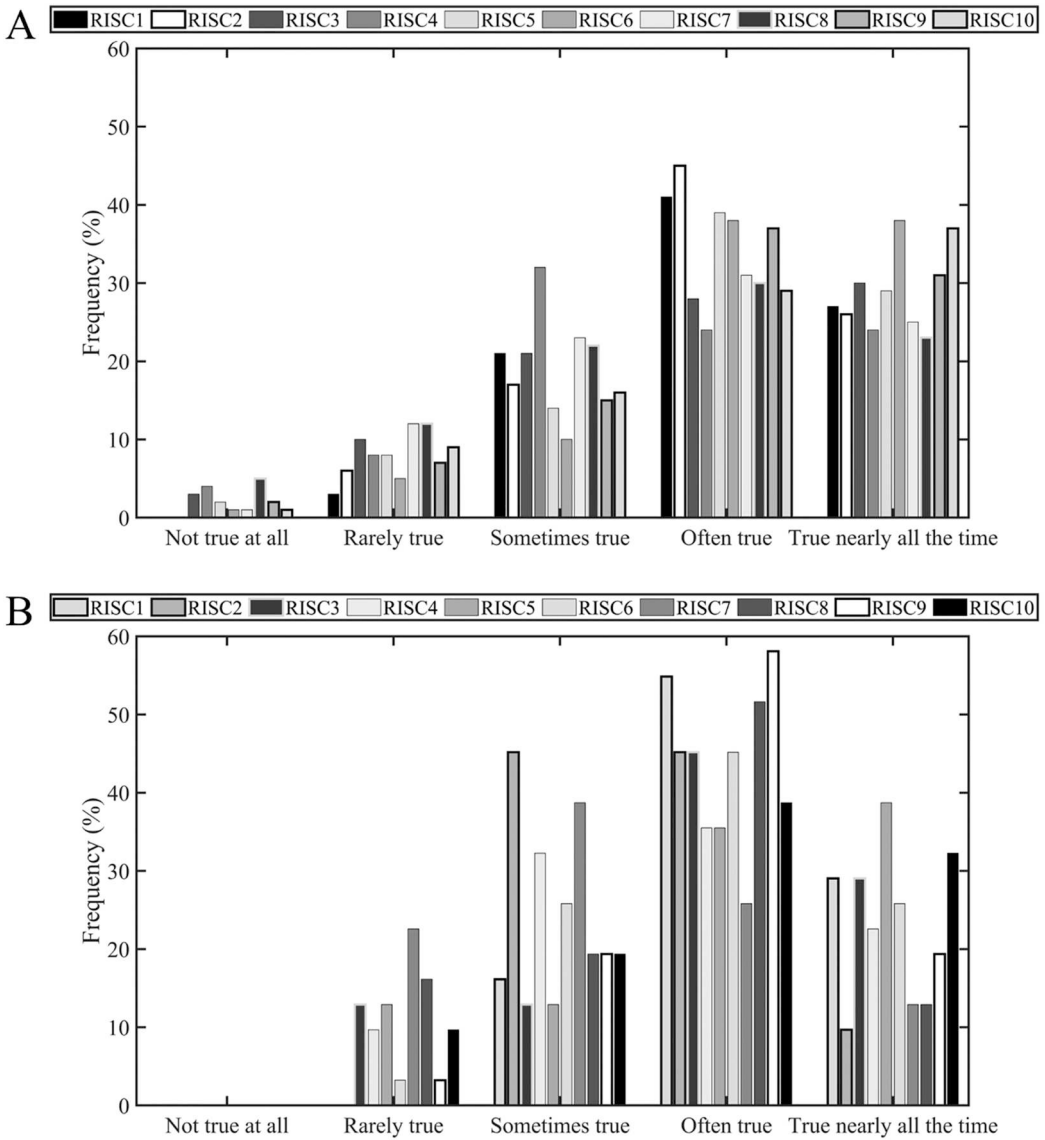 A
RISC1 RISC2 RISC3 RISC4 RISC5 RISC6 RISC7 RISC8 RISC9 RISC10
60
50
40
30
20
10
0
Frequency (%)
Not true at all Rarely true Sometimes true Often true True nearly all the time
B
RISC1 RISC2 RISC3 RISC4 RISC5 RISC6 RISC7 RISC8 RISC9 RISC10
60
50
40
30
20
10
0
Frequency (%)
Not true at all Rarely true Sometimes true Often true True nearly all the time